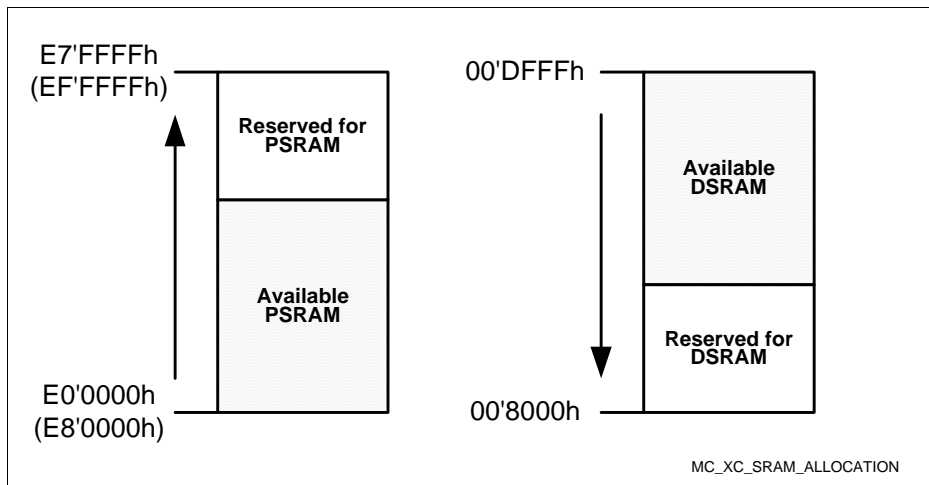 E7'FFFFh
(EF'FFFFh)
Reserved for
PSRAM
Available
PSRAM
E0'0000h
(E8'0000h)
00'DFFFh
Available
DSRAM
Reserved for
DSRAM
00'8000h
MC_XC_SRAM_ALLOCATION